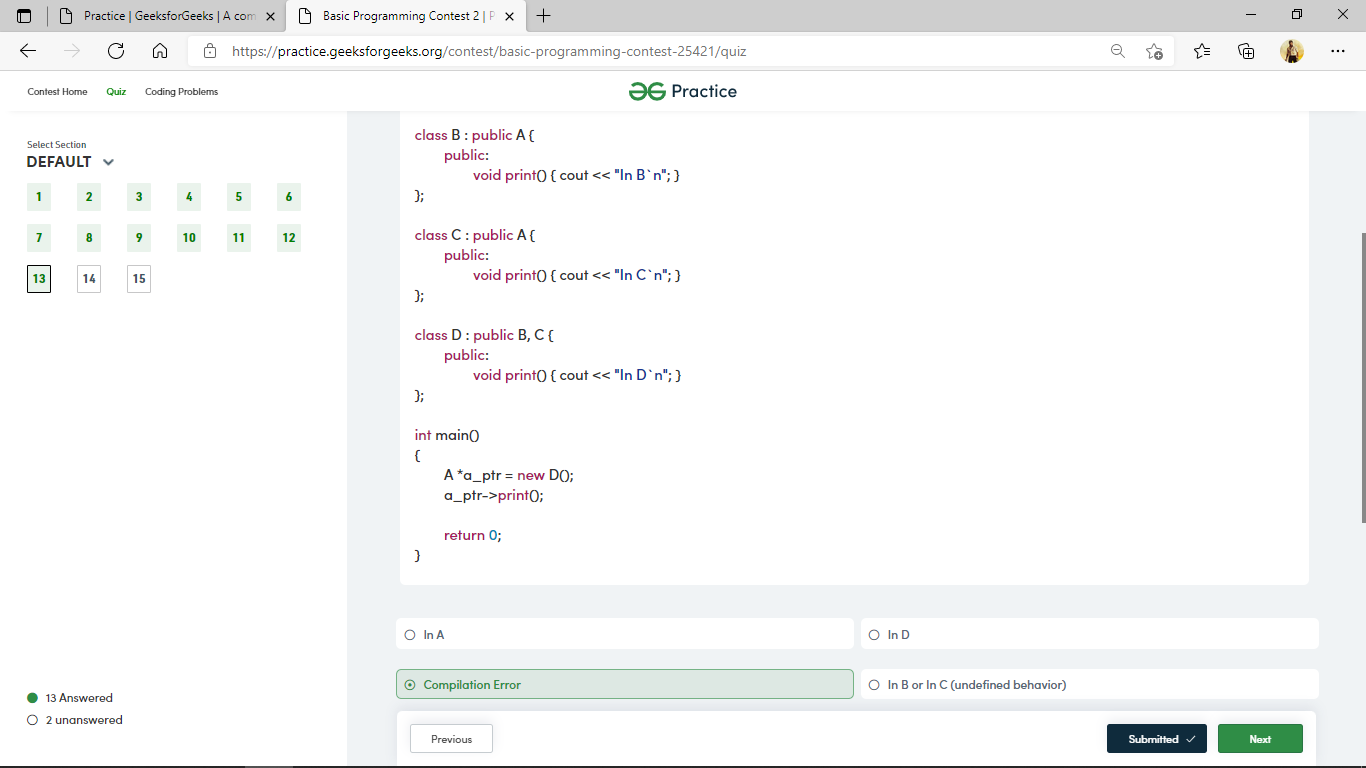 Practice | GeeksforGeeks | A com
Basic Programming Contest 2 | P
https://practice.geeksforgeeks.org/contest/basic-programming-contest-25421/quiz
Contest Home Quiz Coding Problems
Practice
Select Section
DEFAULT
1 2 3 4 5 6
7 8 9 10 11 12
13 14 15
13 Answered
2 unanswered
class B : public A {
public:
void print() { cout << "In B`n"; }
};
class C : public A {
public:
void print() { cout << "In C`n"; }
};
class D : public B, C {
public:
void print() { cout << "In D`n"; }
};
int main()
{
A *a_ptr = new D();
a_ptr->print();
return 0;
}
In A
In D
Compilation Error
In B or In C (undefined behavior)
Previous
Submitted
Next